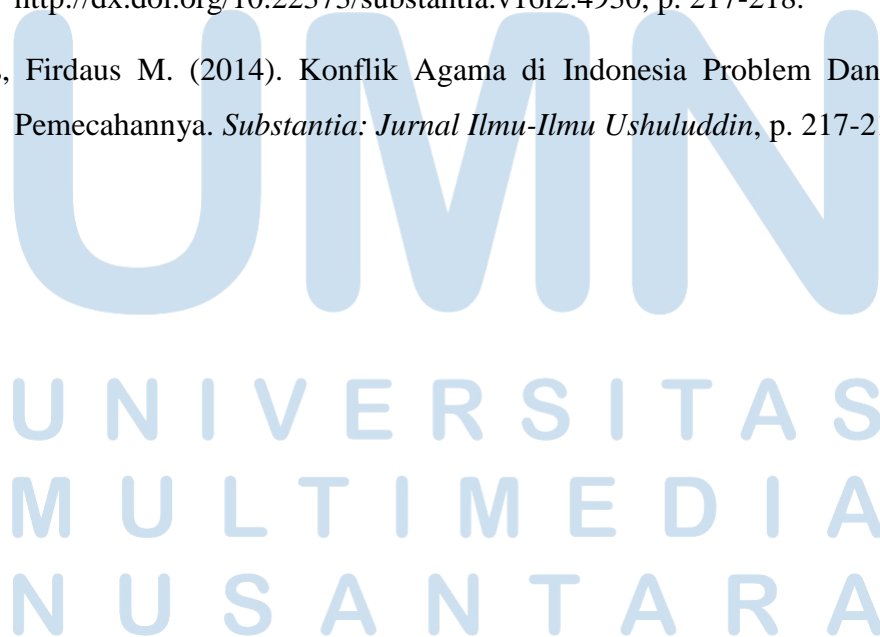 http://dx.doi.org/10.22373/substantia.v16i2.4930, p. 217-218.
, Firdaus M. (2014). Konflik Agama di Indonesia Problem Dan
Pemecahannya. Substantia: Jurnal Ilmu-Ilmu Ushuluddin, p. 217-2
UMN
UNIVERSITAS
MULTIMEDIA
NUSANTARA